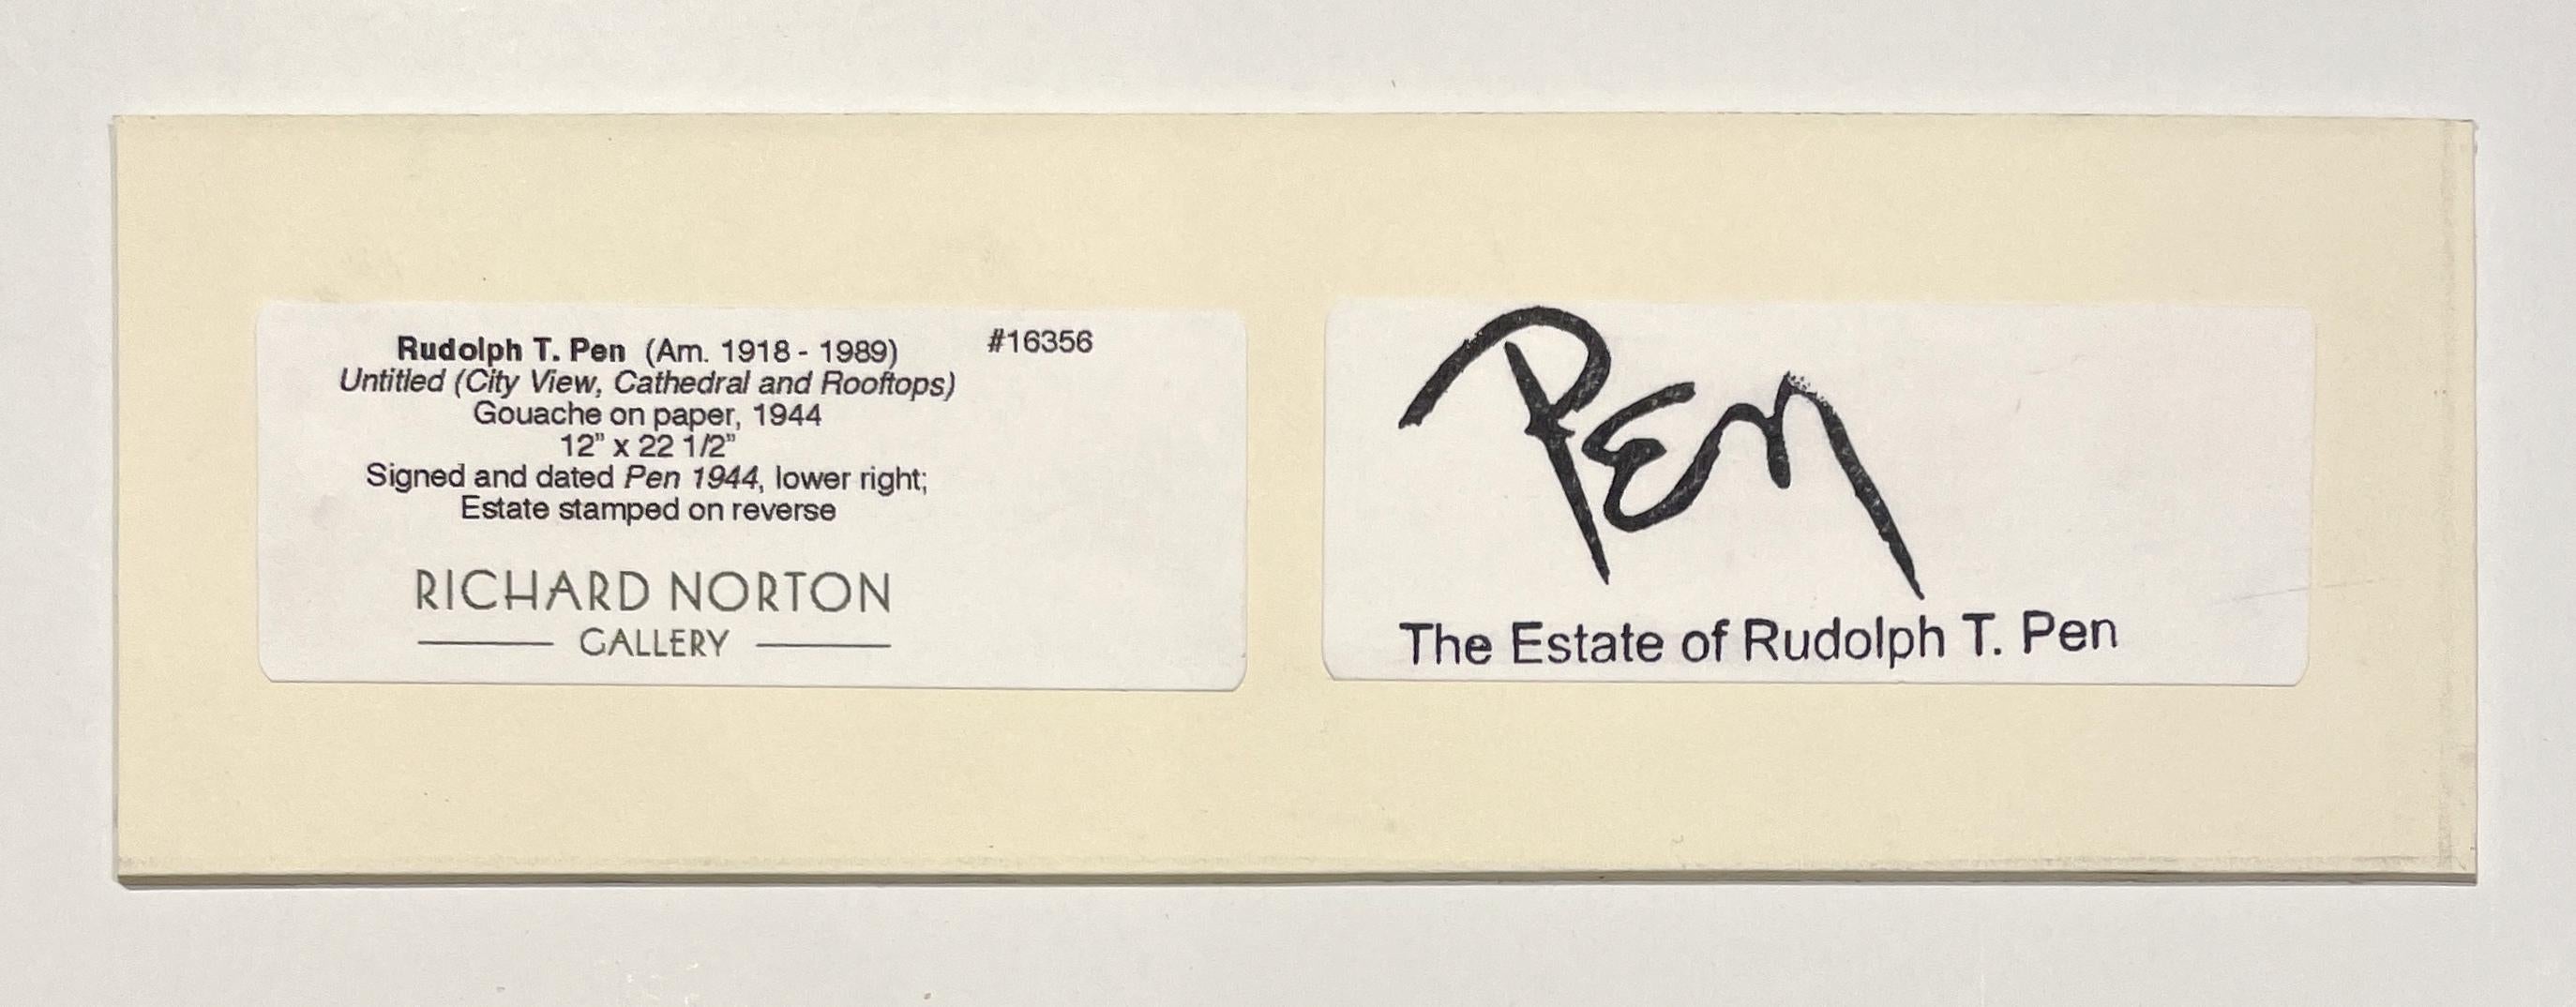 Rudolph T. Pen (Am. 1918 - 1989) #16356
Untitled (City View, Cathedral and Rooftops)
Gouache on paper, 1944
12” x 22 1/2”
Signed and dated Pen 1944, lower right;
Estate stamped on reverse
RICHARD NORTON
GALLERY
Pen
The Estate of Rudolph T. Pen